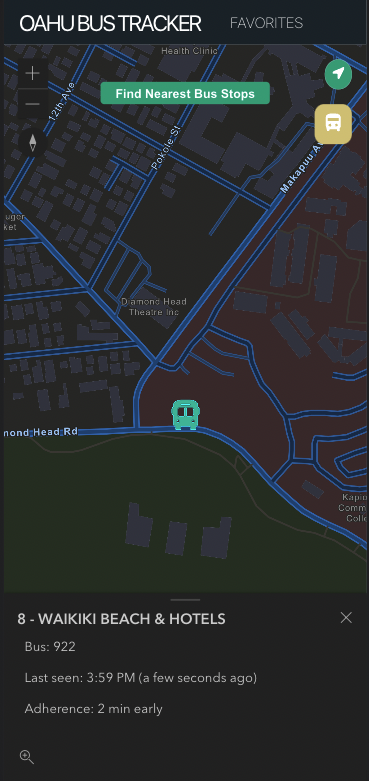 OAHU BUS TRACKER
FAVORITES
Health Clinic
Find Nearest Bus Stops
12th Ave
Pokole St
Makapuu A
uger
ket
Diamond Head
Theatre Inc
mond Head Rd
Kapio
Comm
Colle
8 - WAIKIKI BEACH & HOTELS
Bus: 922
Last seen: 3:59 PM (a few seconds ago)
Adherence: 2 min early